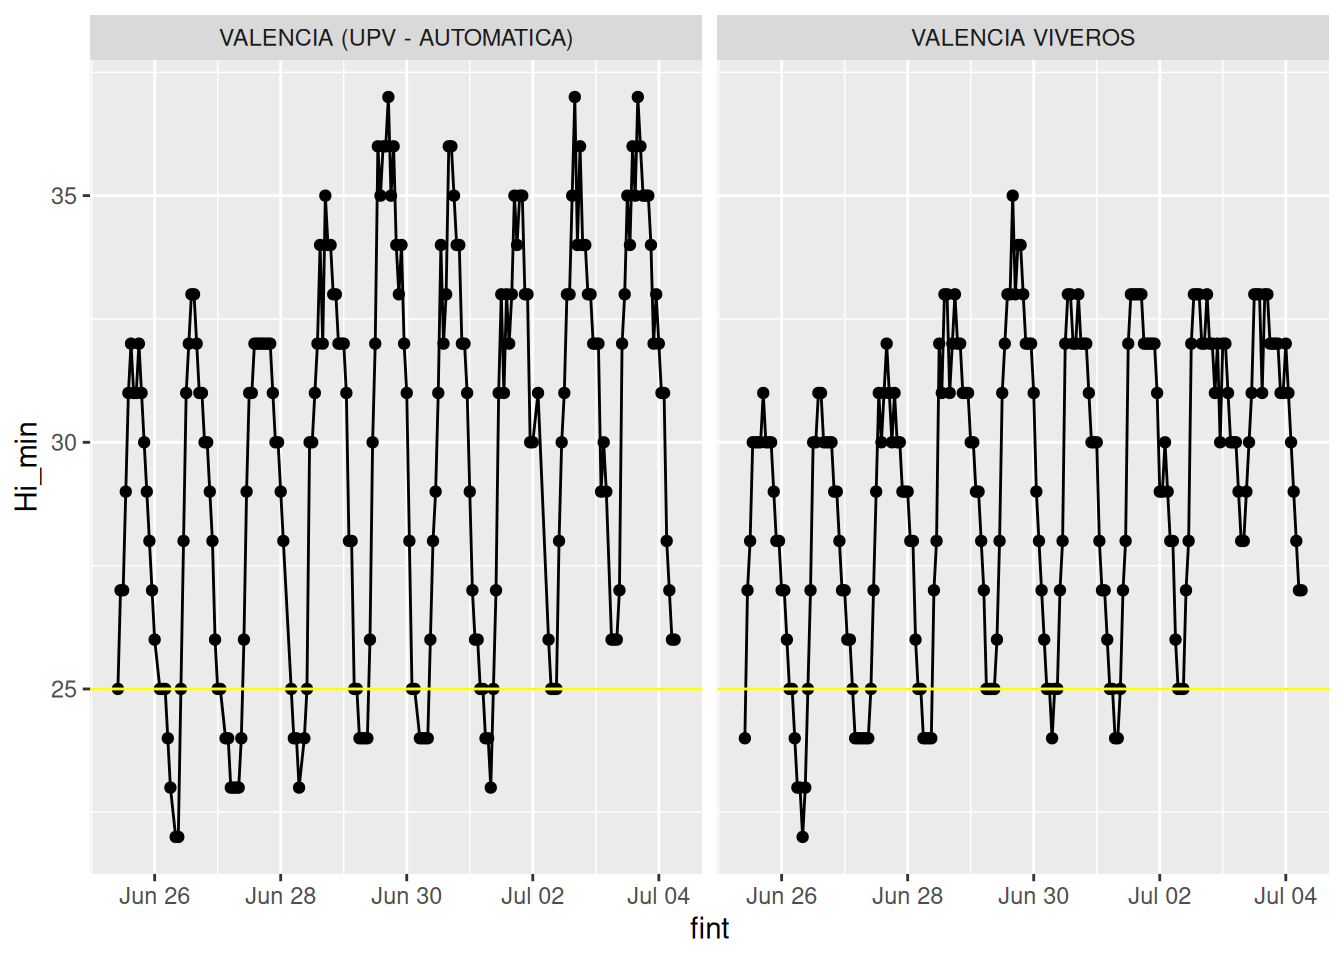 VALENCIA (UPV - AUTOMATICA) VALENCIA VIVEROS
Hi_min
35
30
25
Jun 26 Jun 28 Jun 30 Jul 02 Jul 04 Jun 26 Jun 28 Jun 30 Jul 02 Jul 04
fint